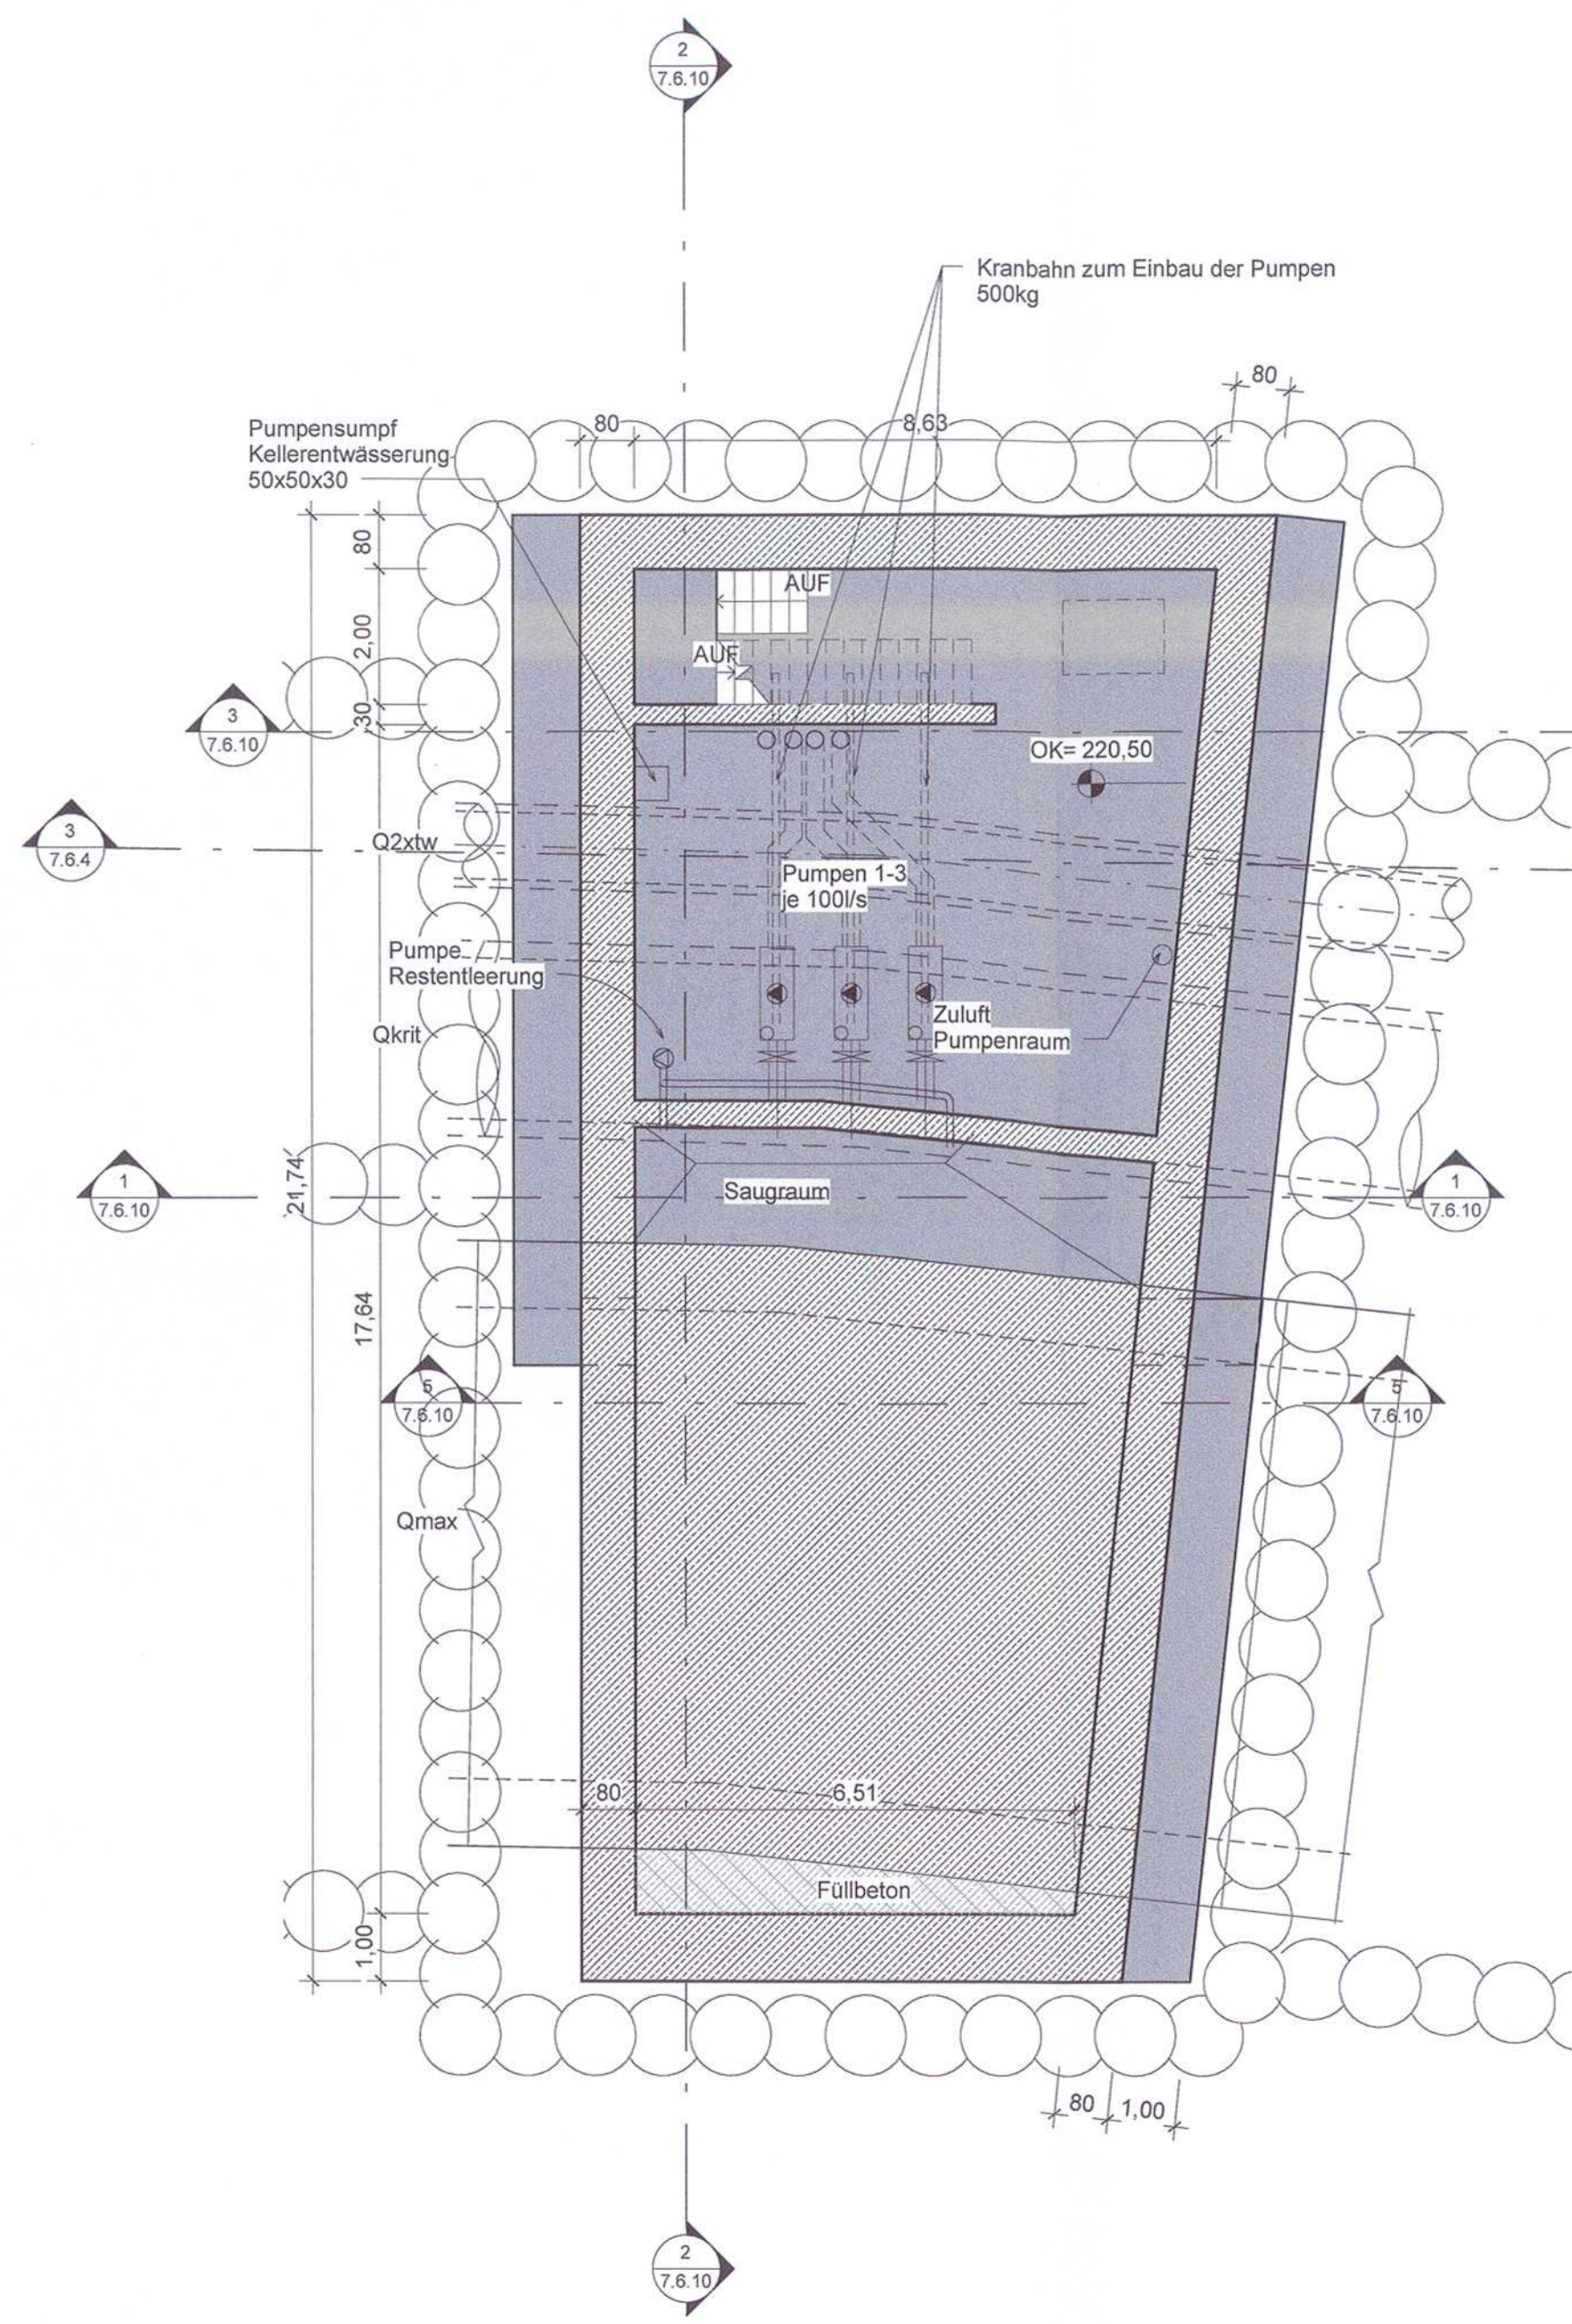 2
7.6.10
Kranbahn zum Einbau der Pumpen
500kg
80
Pumpensumpf
Kellerentwässerung
50x50x30
80
8,63
80
AUF
2,00
AUF
30
3
7.6.10
OK= 220,50
3
7.6.4
Q2xtw
Pumpen 1-3
je 100l/s
Pumpe
Restentleerung
Zuluft
Pumpenraum
Qkrit
21,74
1
7.6.10
Saugraum
1
7.6.10
17,64
5
7.6.10
5
7.6.10
Qmax
80
6,51
Füllbeton
1,00
80
1,00
2
7.6.10